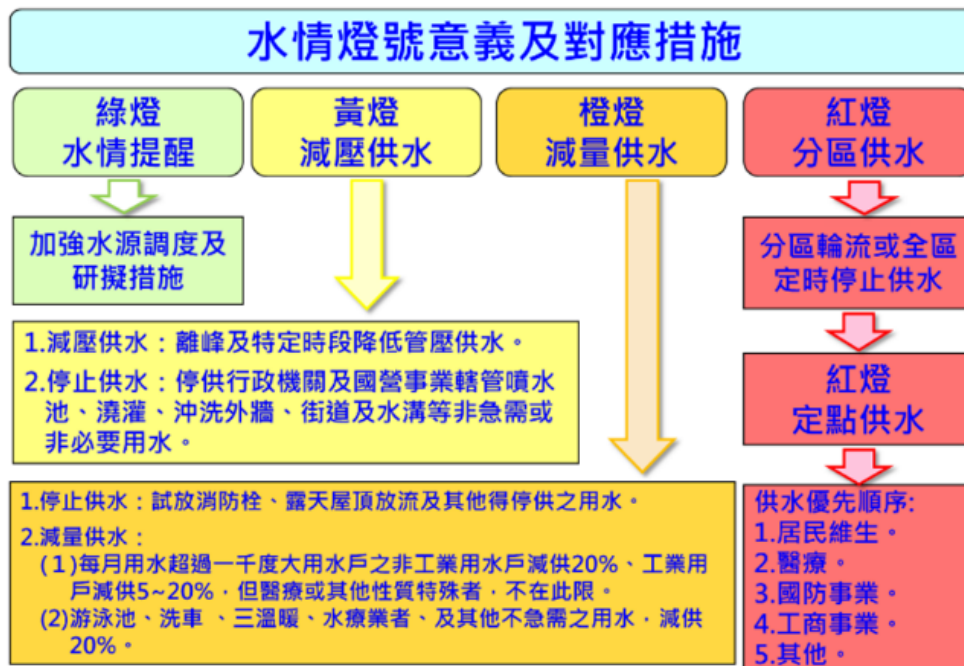 水情燈號意義及對應措施
綠燈
水情提醒
黃燈
減壓供水
橙燈
減量供水
紅燈
分區供水
加強水源調度及
研擬措施
分區輪流或全區
定時停止供水
1.減壓供水：離峰及特定時段降低管壓供水。
2.停止供水：停供行政機關及國營事業轄管噴水
池、澆灌、沖洗外牆、街道及水溝等非急需或
非必要用水。
紅燈
定點供水
1.停止供水：試放消防栓、露天屋頂放流及其他得停供之用水。
2.減量供水：
(1)每月用水超過一千度大用水戶之非工業用水戶減供20%、工業用
戶減供5~20%，但醫療或其他性質特殊者，不在此限。
(2)游泳池、洗車 、三溫暖、水療業者、及其他不急需之用水，減供
20%。
供水優先順序:
1.居民維生。
2.醫療。
3.國防事業。
4.工商事業。
5.其他。